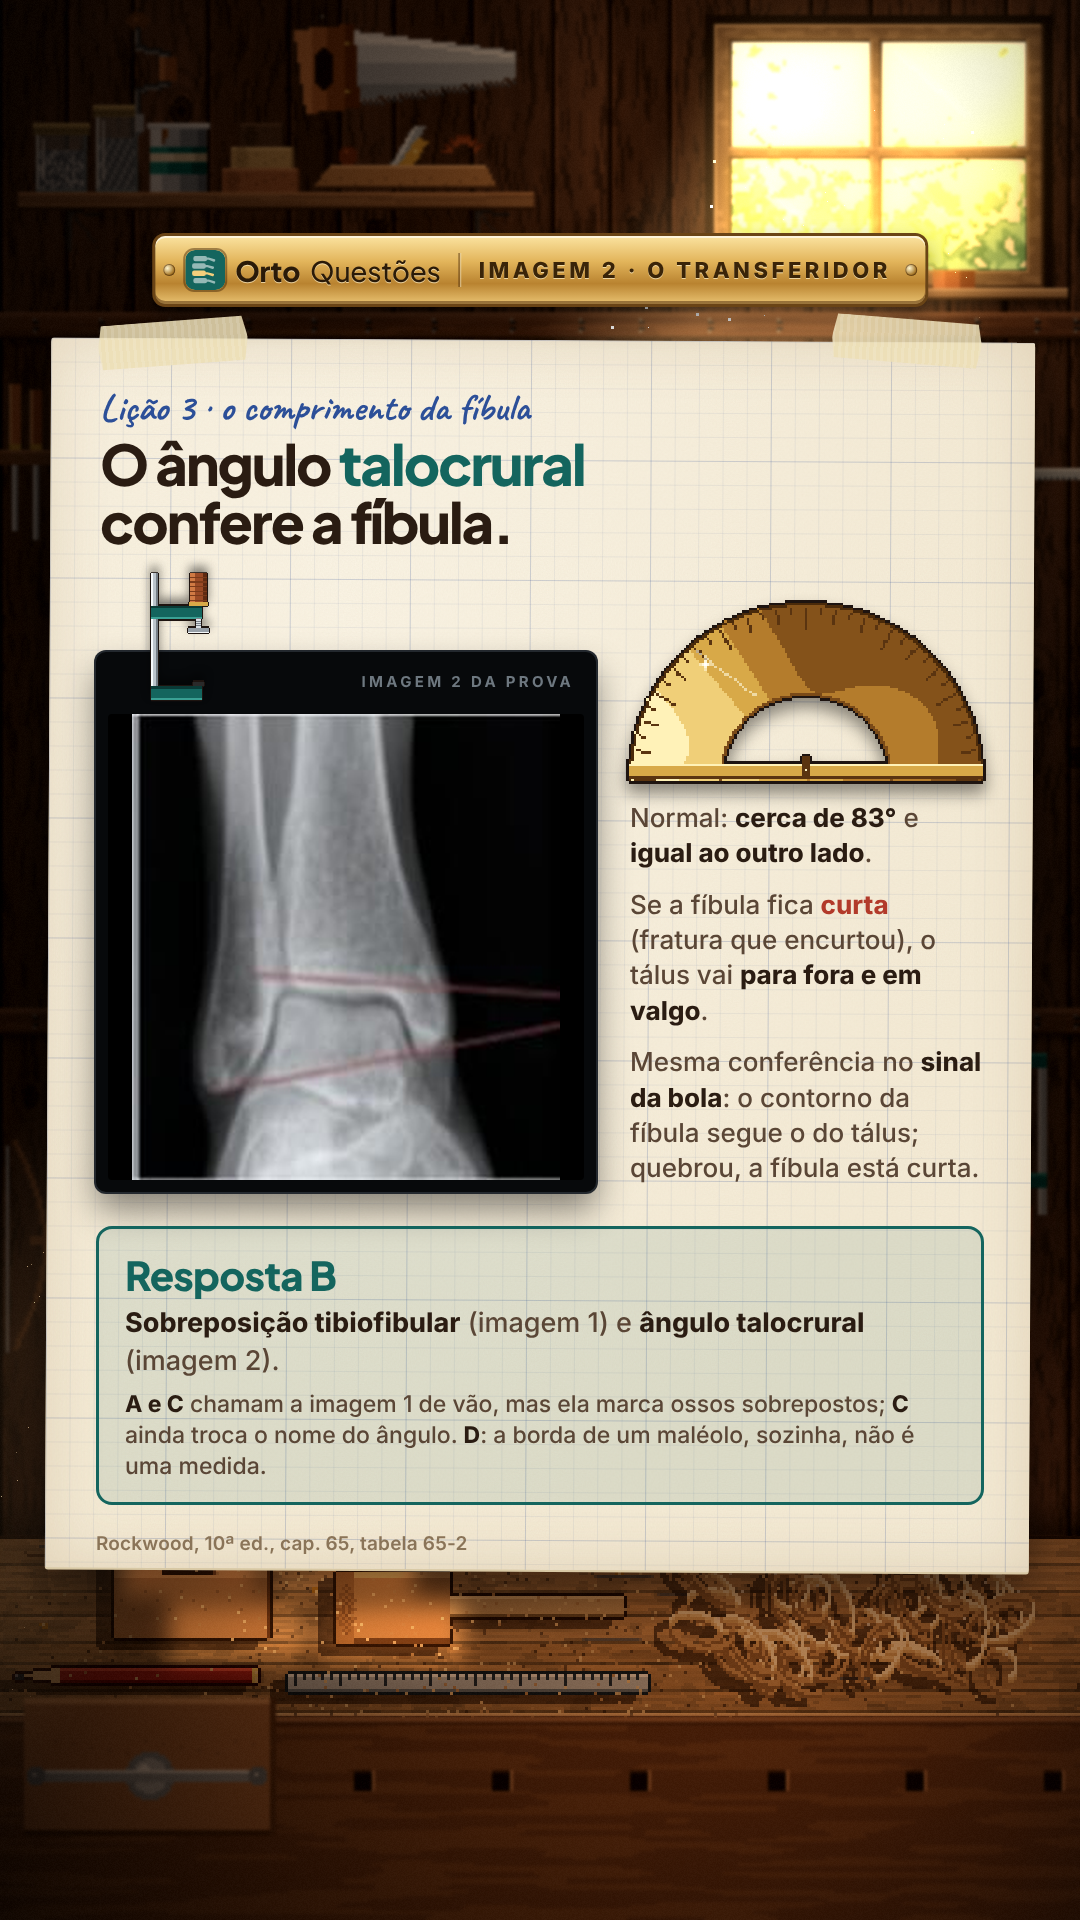 Orto Questões IMAGEM 2 · O TRANSFERIDOR
Lição 3 · o comprimento da fíbula
O ângulo talocrural
confere a fíbula.
IMAGEM 2 DA PROVA
Normal: cerca de 83° e
igual ao outro lado.
Se a fíbula fica curta
(fratura que encurtou), o
tálus vai para fora e em
valgo.
Mesma conferência no sinal
da bola: o contorno da
fíbula segue o do tálus;
quebrou, a fíbula está curta.
Resposta B
Sobreposição tibiofibular (imagem 1) e ângulo talocrural
(imagem 2).
A e C chamam a imagem 1 de vão, mas ela marca ossos sobrepostos; C
ainda troca o nome do ângulo. D: a borda de um maléolo, sozinha, não é
uma medida.
Rockwood, 10ª ed., cap. 65, tabela 65-2